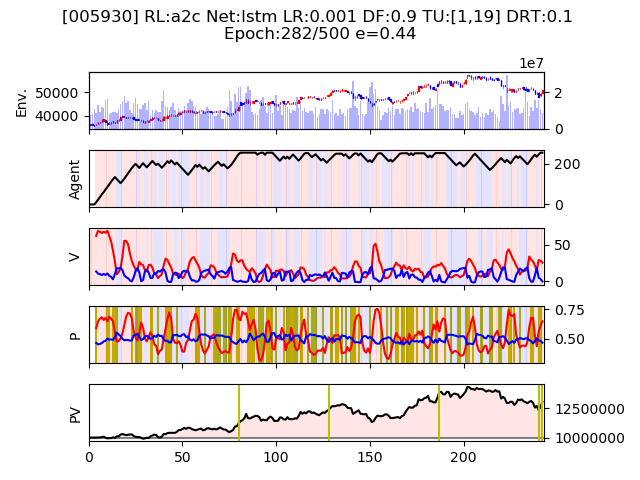 [005930] RL:a2c Net:lstm LR:0.001 DF:0.9 TU:[1,19] DRT:0.1
Epoch:282/500 e=0.44
1e7
Env.
50000
40000
2
0
Agent
200
0
V
50
0
P
0.75
0.50
PV
12500000
10000000
0 50 100 150 200